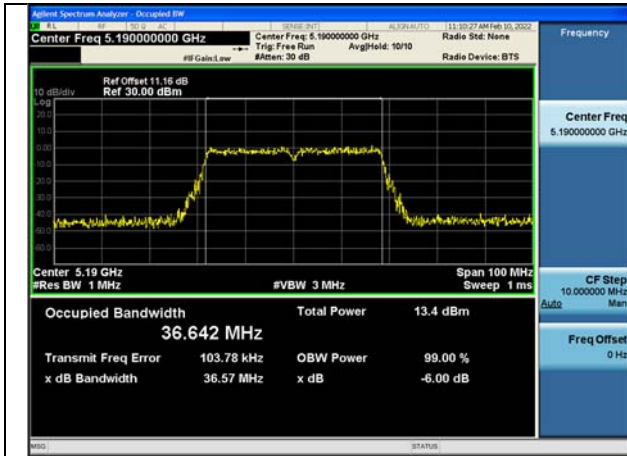 Agilent Spectrum Analyzer - Occupied BW
RL RF 50 Ω AC SENSE:INT ALIGNAUTO 11:10:27 AM Feb 10, 2022
Center Freq 5.190000000 GHz
Center Freq: 5.190000000 GHz
Radio Std: None
Trig: Free Run Avg|Hold: 10/10
#IFGain:Low #Atten: 30 dB Radio Device: BTS
Ref Offset 11.16 dB
10 dB/div Ref 30.00 dBm
Log
20.0
10.0
0.00
10.0
20.0
30.0
40.0
50.0
60.0
Center 5.19 GHz Span 100 MHz
#Res BW 1 MHz #VBW 3 MHz Sweep 1 ms
Occupied Bandwidth Total Power 13.4 dBm
36.642 MHz
Transmit Freq Error 103.78 kHz OBW Power 99.00 %
x dB Bandwidth 36.57 MHz x dB -6.00 dB
MSG STATUS
Frequency
Center Freq
5.190000000 GHz
CF Step
10.000000 MHz
Auto Man
Freq Offset
0 Hz